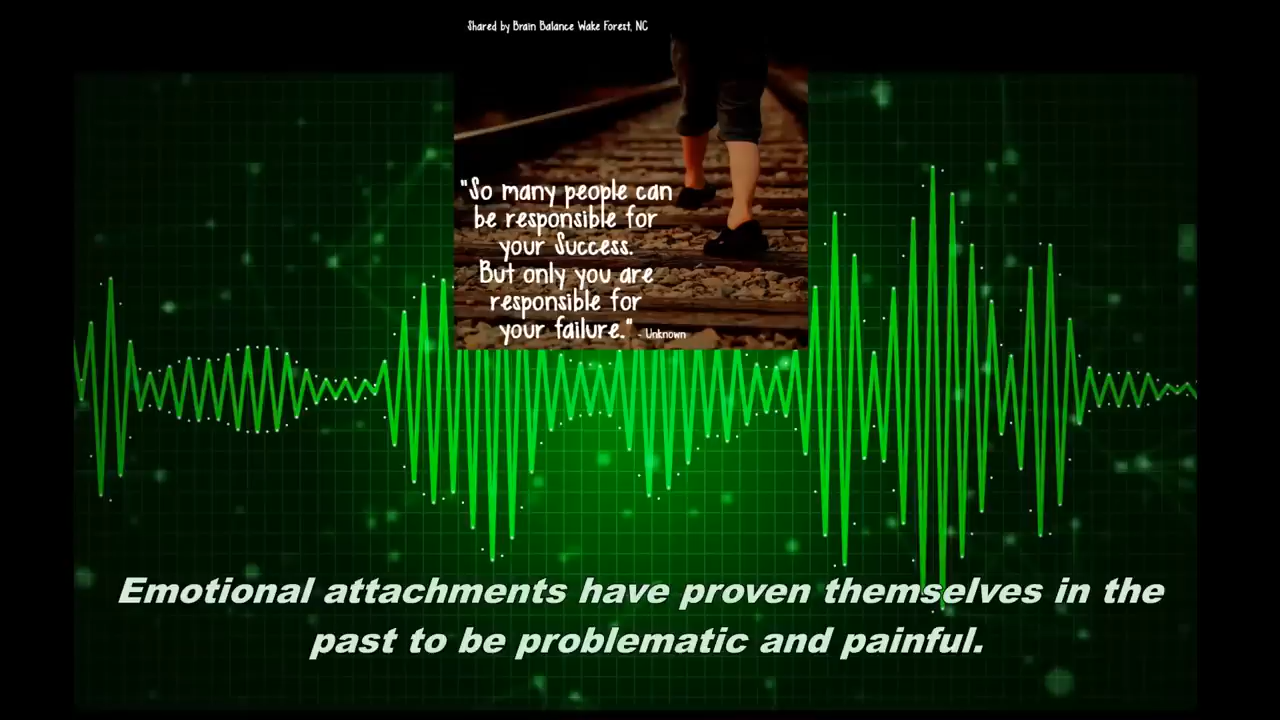 Shared by Brain Balance Wake Forest, NC
"So many people can
be responsible for
your Success.
But only you are
responsible for
your failure." - Unknown
Emotional attachments have proven themselves in the
past to be problematic and painful.